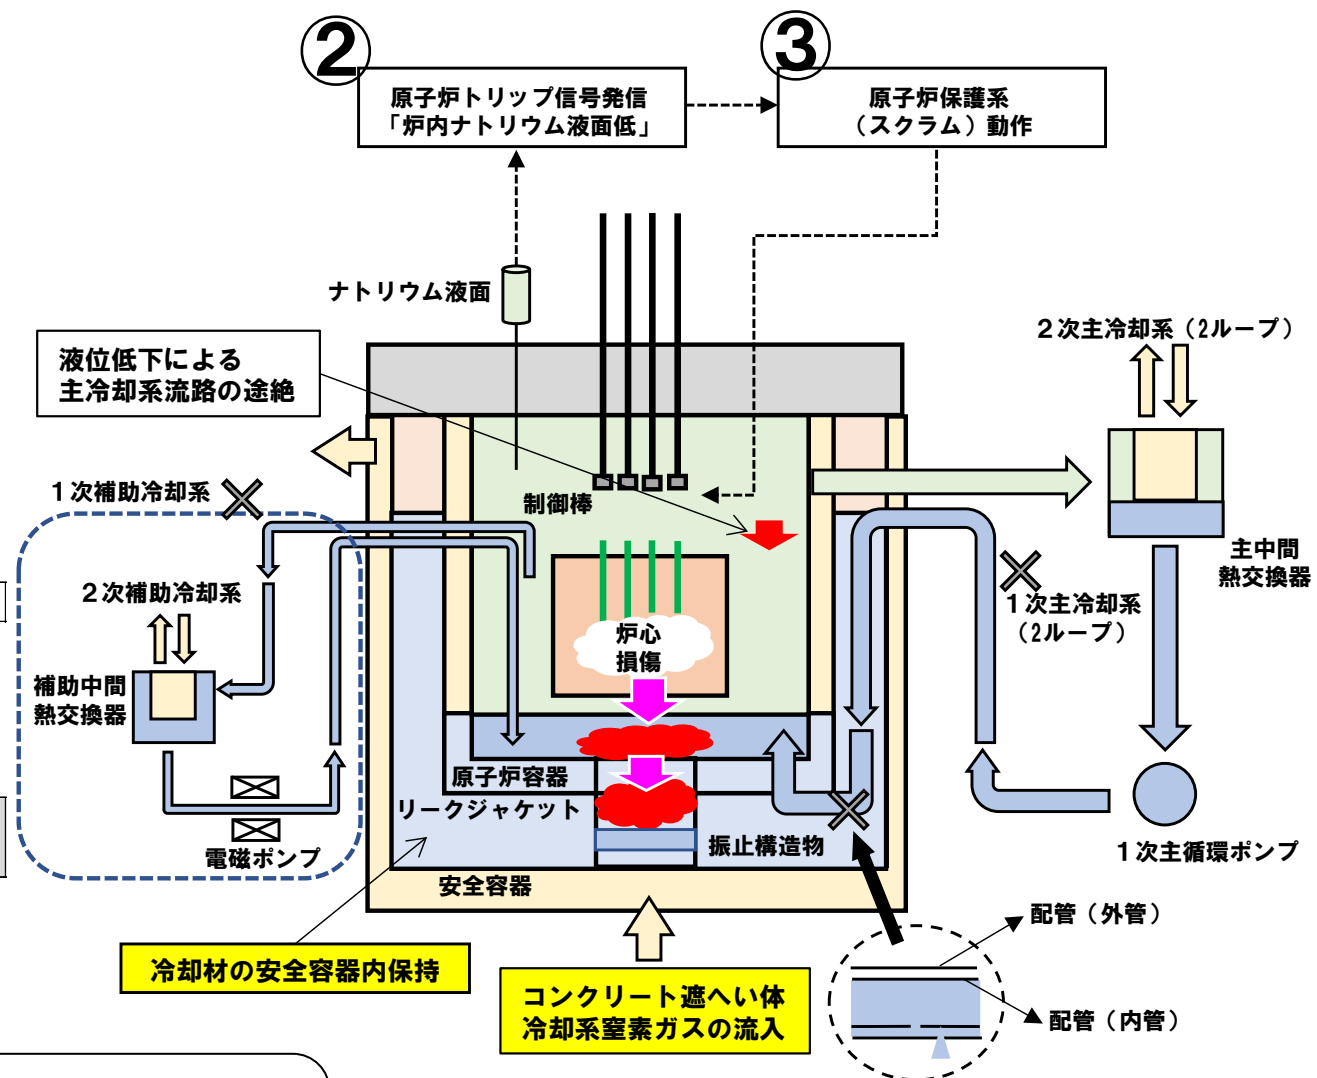 ②
原子炉トリップ信号発信
「炉内ナトリウム液面低」
③
原子炉保護系
（スクラム）動作
ナトリウム液面
液位低下による
主冷却系流路の途絶
２次主冷却系（2ループ）
１次補助冷却系
制御棒
主中間
熱交換器
２次補助冷却系
１次主冷却系
（2ループ）
炉心
損傷
補助中間
熱交換器
原子炉容器
リークジャケット
電磁ポンプ
振止構造物
１次主循環ポンプ
安全容器
配管（外管）
冷却材の安全容器内保持
コンクリート遮へい体
冷却系窒素ガスの流入
配管（内管）